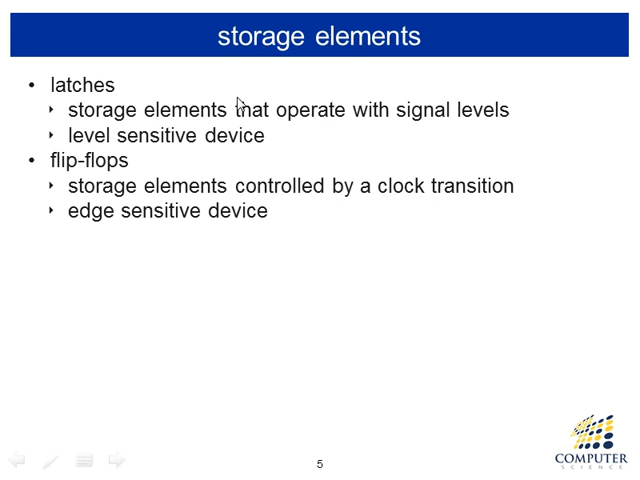 storage elements
• latches
‣ storage elements that operate with signal levels
‣ level sensitive device
• flip-flops
‣ storage elements controlled by a clock transition
‣ edge sensitive device
COMPUTER
SCIENCE
5